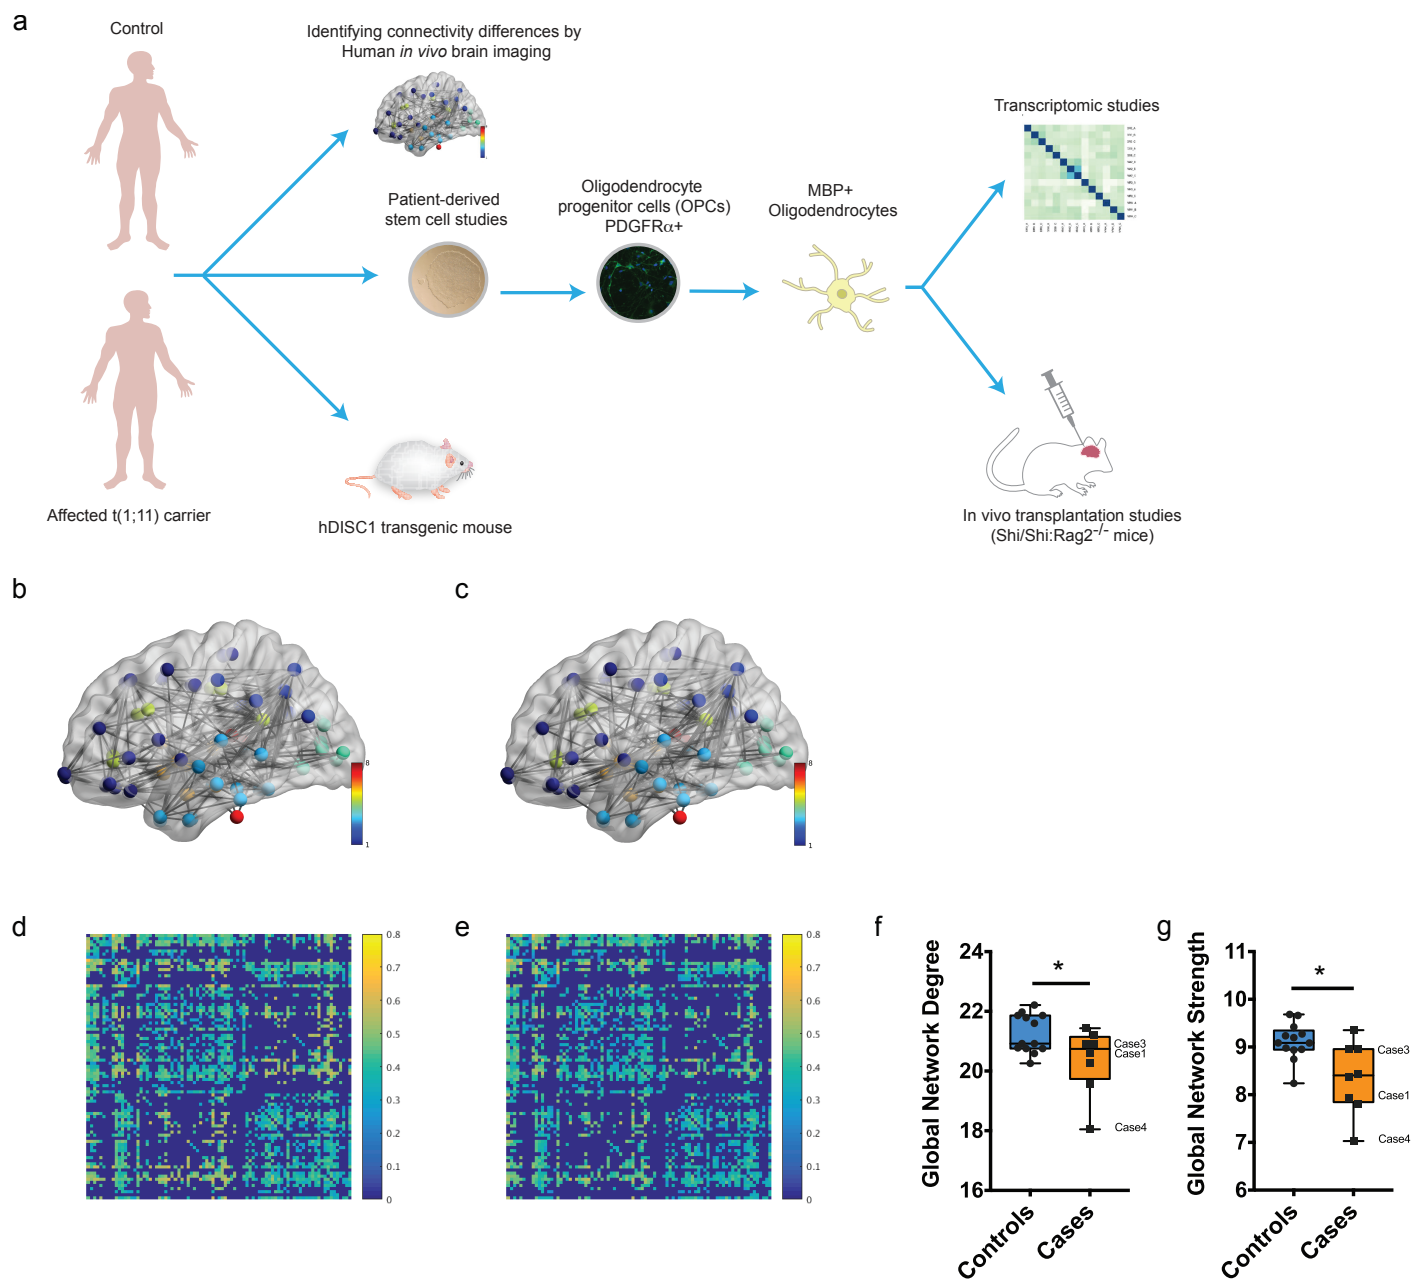 a
Control
Identifying connectivity differences by
Human in vivo brain imaging
Transcriptomic studies
Patient-derived
stem cell studies
Oligodendrocyte
progenitor cells (OPCs)
PDGFRα+
MBP+
Oligodendrocytes
Affected t(1;11) carrier
hDISC1 transgenic mouse
In vivo transplantation studies
(Shi/Shi:Rag2-/- mice)
b
8
1
c
8
1
d
0.8
0.7
0.6
0.5
0.4
0.3
0.2
0.1
0
e
0.8
0.7
0.6
0.5
0.4
0.3
0.2
0.1
0
f
Global Network Degree
24
22
20
18
16
*
Case3
Case1
Case4
Controls
Cases
g
Global Network Strength
11
10
9
8
7
6
*
Case3
Case1
Case4
Controls
Cases